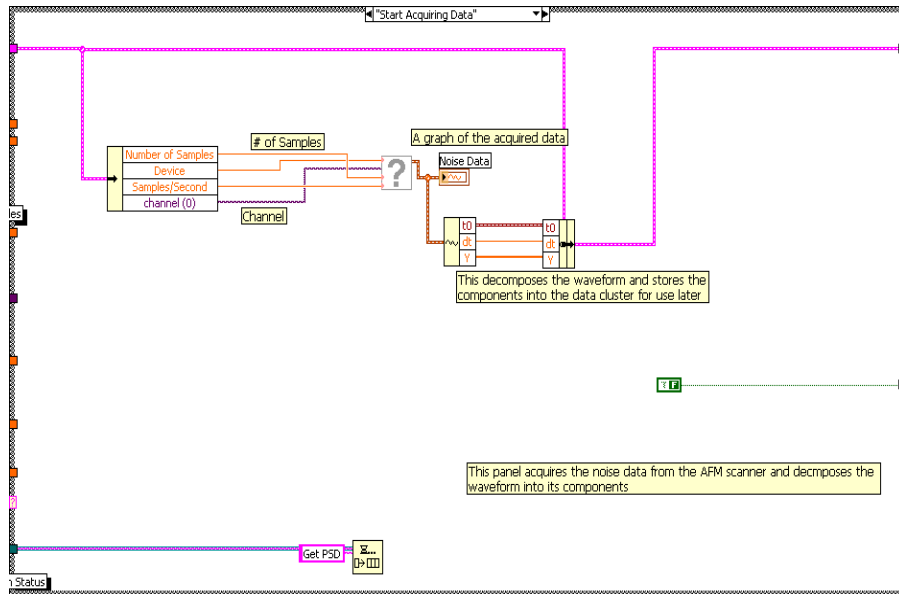 "Start Acquiring Data"
# of Samples
A graph of the acquired data
Number of Samples
Device
Samples/Second
channel (0)
?
Noise Data
Channel
t0
dt
Y
t0
dt
Y
This decomposes the waveform and stores the
components into the data cluster for use later
les
F
This panel acquires the noise data from the AFM scanner and decmposes the
waveform into its components
?
Get PSD
n Status